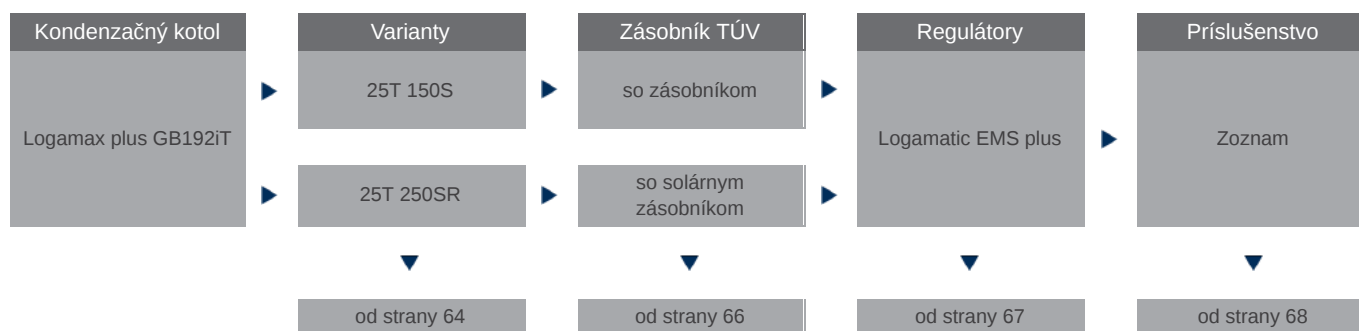 Kondenzačný kotol
Varianty
Zásobník TÚV
Regulátory
Príslušenstvo
Logamax plus GB192iT
25T 150S
so zásobníkom
Logamatic EMS plus
Zoznam
25T 250SR
so solárnym
zásobníkom
od strany 64
od strany 66
od strany 67
od strany 68